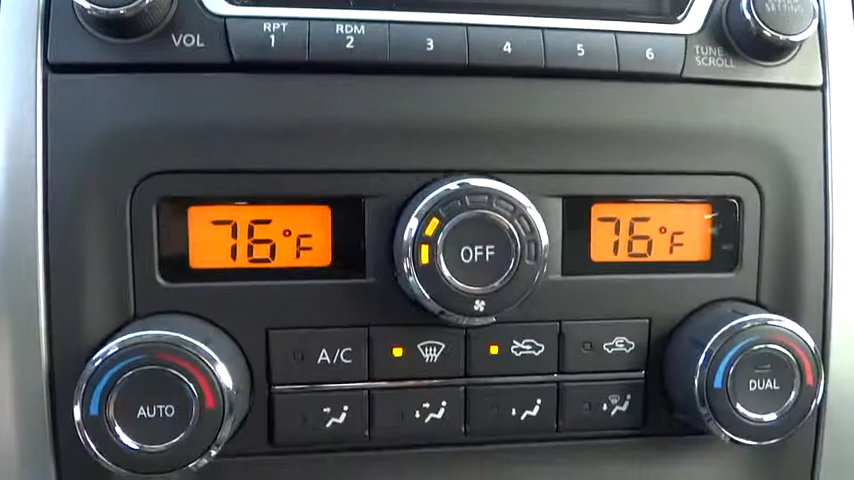 VOL
RPT
1
RDM
2
3
4
5
6
TUNE
SCROLL
76°F
OFF
76°F
A/C
AUTO
DUAL